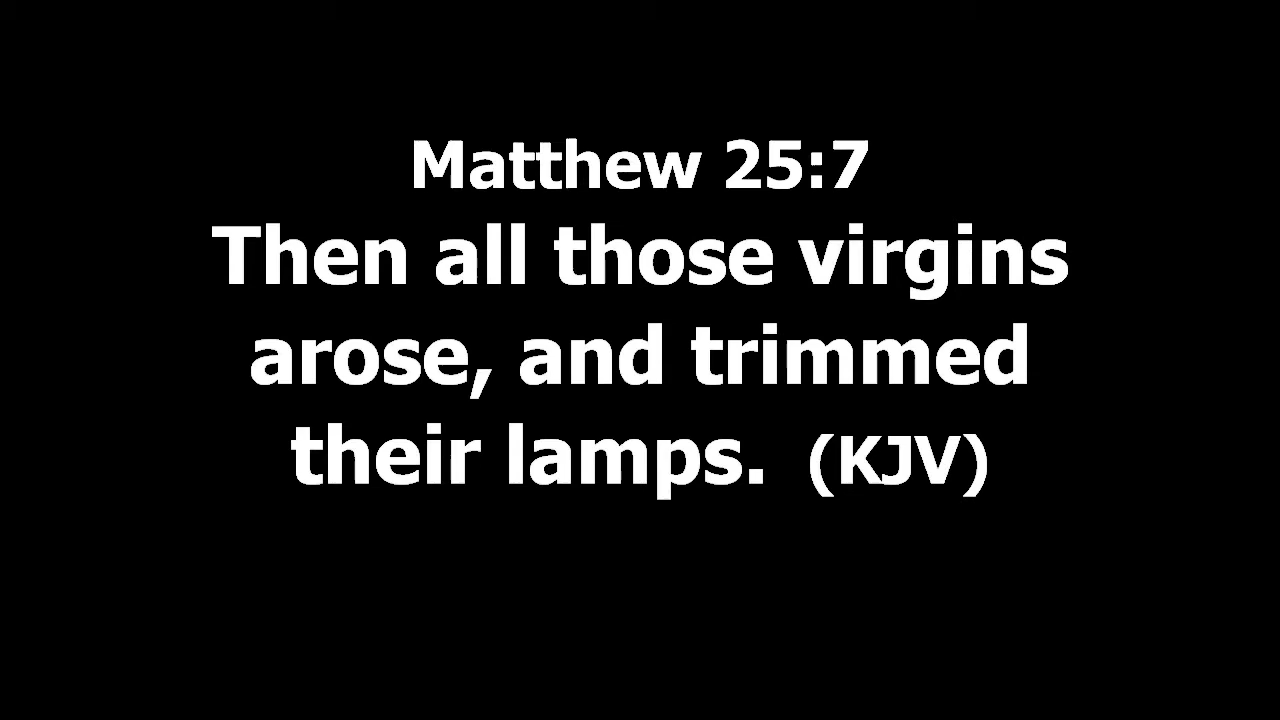 Matthew 25:7
Then all those virgins
arose, and trimmed
their lamps. (KJV)